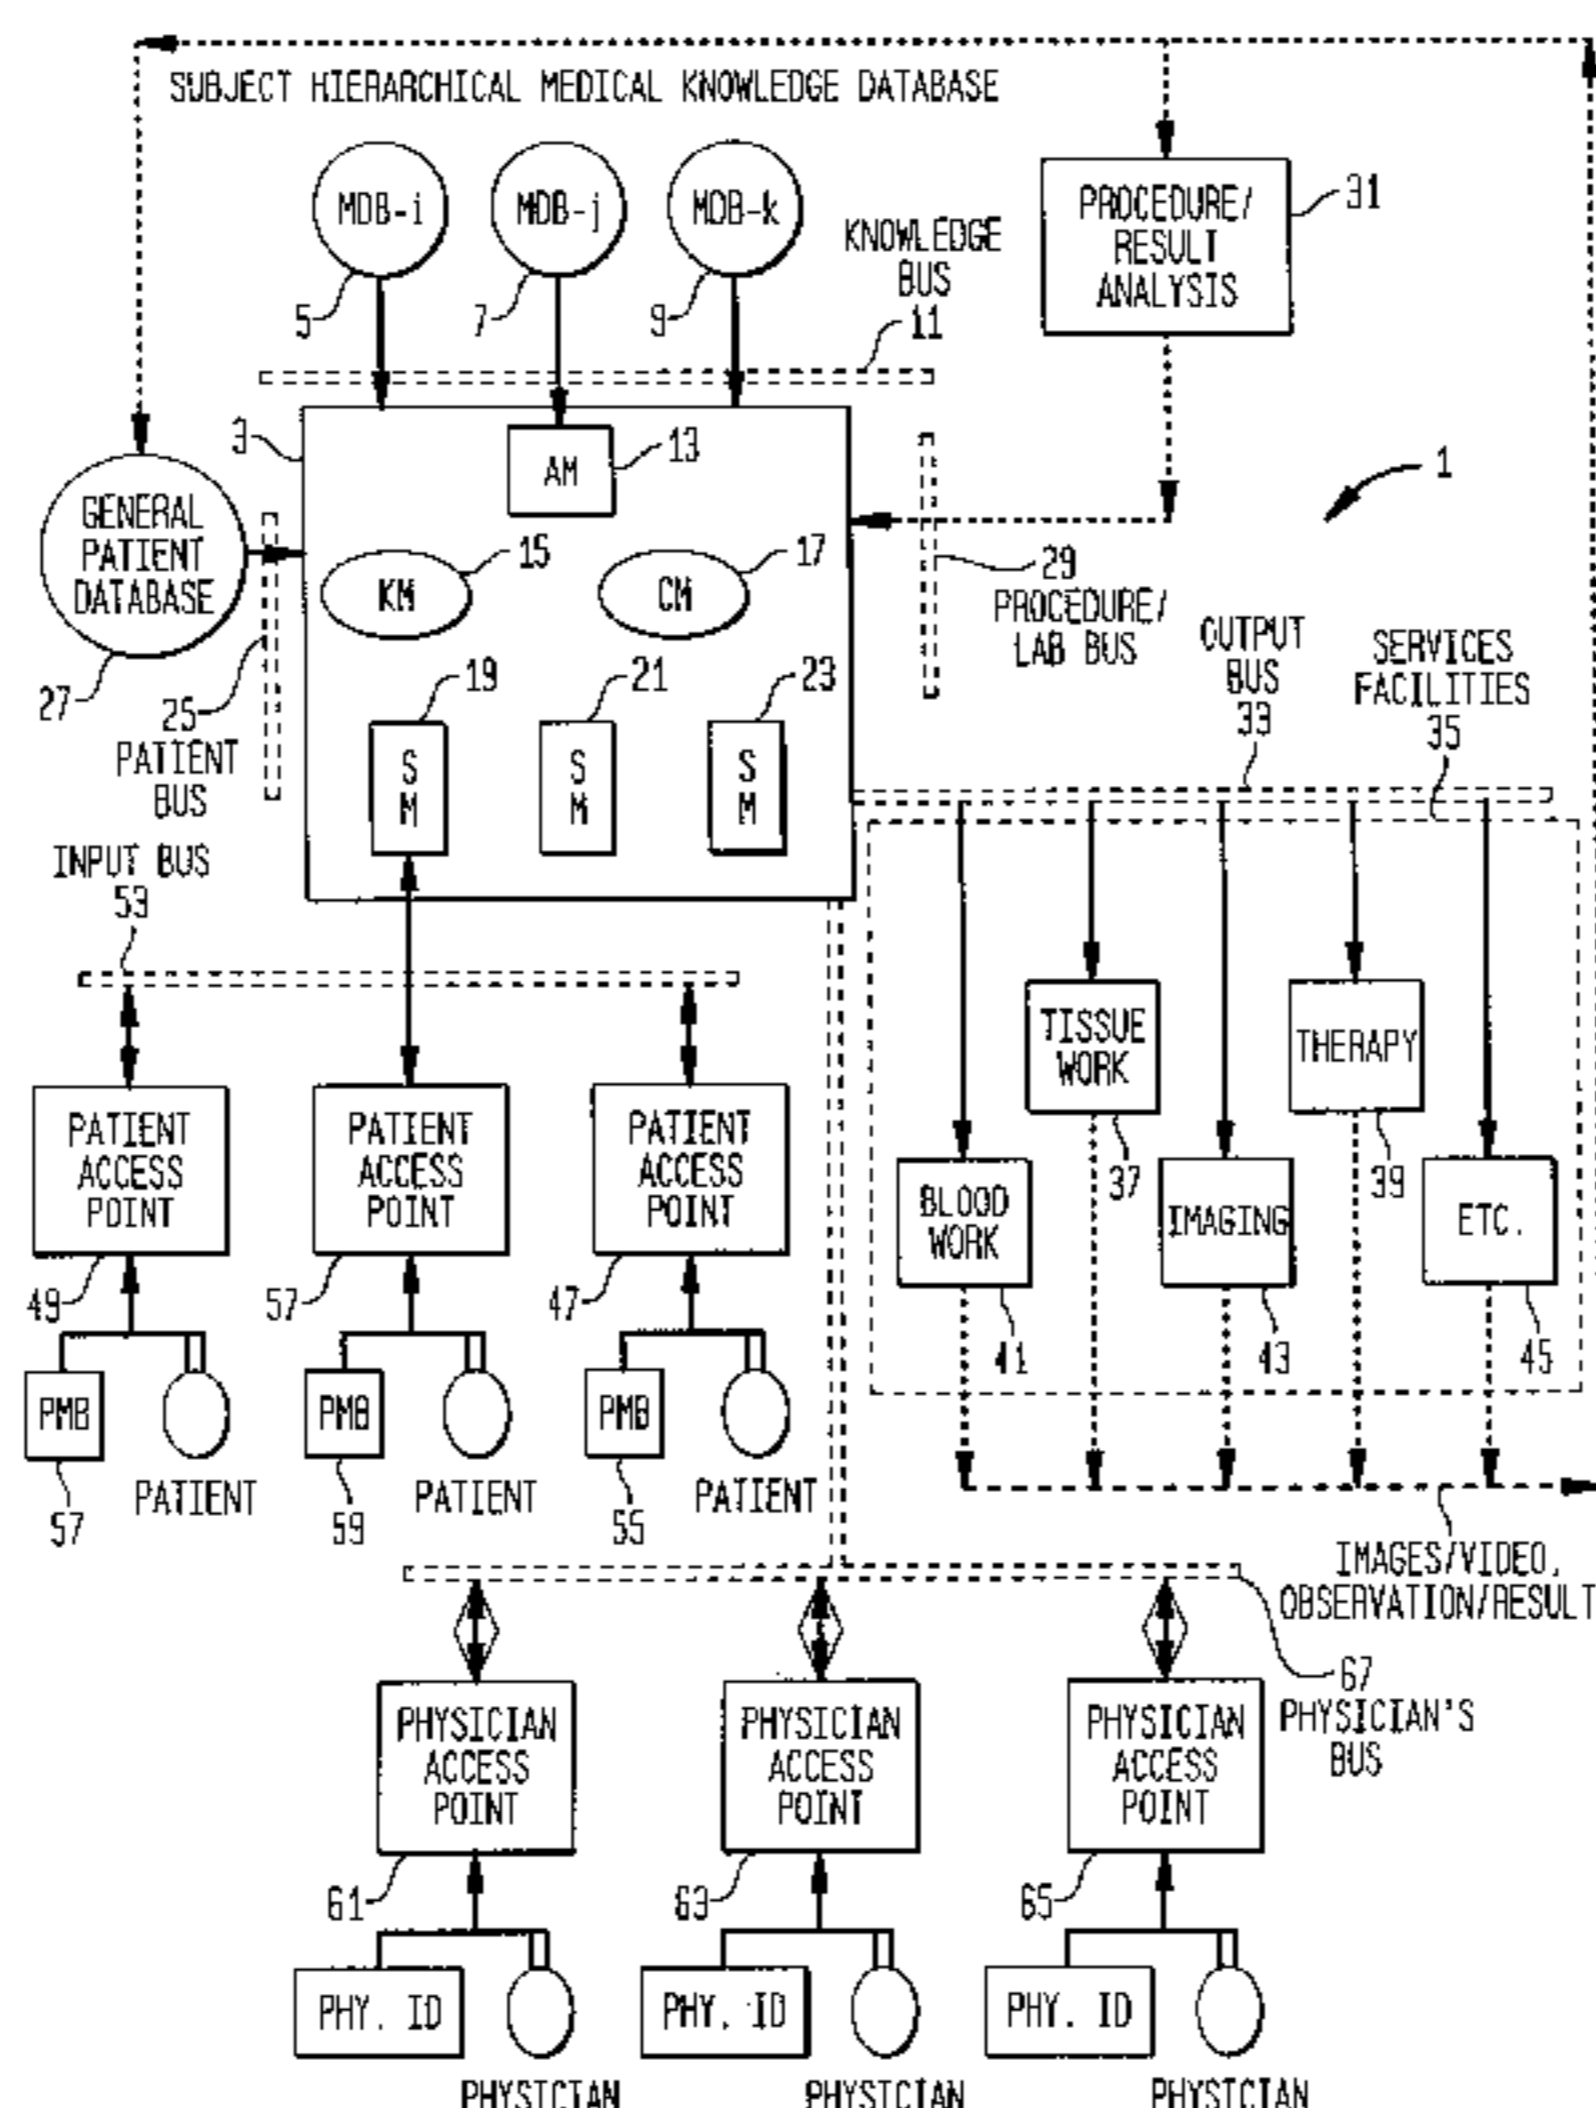 SUBJECT HIERARCHICAL MEDICAL KNOWLEDGE DATABASE
MDB-i
MDB-j
MDB-k
5
7
9
KNOWLEDGE
BUS
11
PROCEDURE/
RESULT
ANALYSIS
31
3
AM
13
1
GENERAL
PATIENT
DATABASE
27
25
PATIENT
BUS
KM
15
CM
17
29
PROCEDURE/
LAB BUS
S
M
19
S
M
21
S
M
23
OUTPUT
BUS
33
SERVICES
FACILITIES
35
INPUT BUS
53
PATIENT
ACCESS
POINT
49
PATIENT
ACCESS
POINT
57
PATIENT
ACCESS
POINT
47
TISSUE
WORK
37
THERAPY
39
BLOOD
WORK
41
IMAGING
43
ETC.
45
PMB
57
PATIENT
PMB
59
PATIENT
PMB
55
PATIENT
IMAGES/VIDEO,
OBSERVATION/RESULT
67
PHYSICIAN'S
BUS
PHYSICIAN
ACCESS
POINT
61
PHYSICIAN
ACCESS
POINT
63
PHYSICIAN
ACCESS
POINT
65
PHY. ID
PHYSICIAN
PHY. ID
PHYSICIAN
PHY. ID
PHYSICIAN